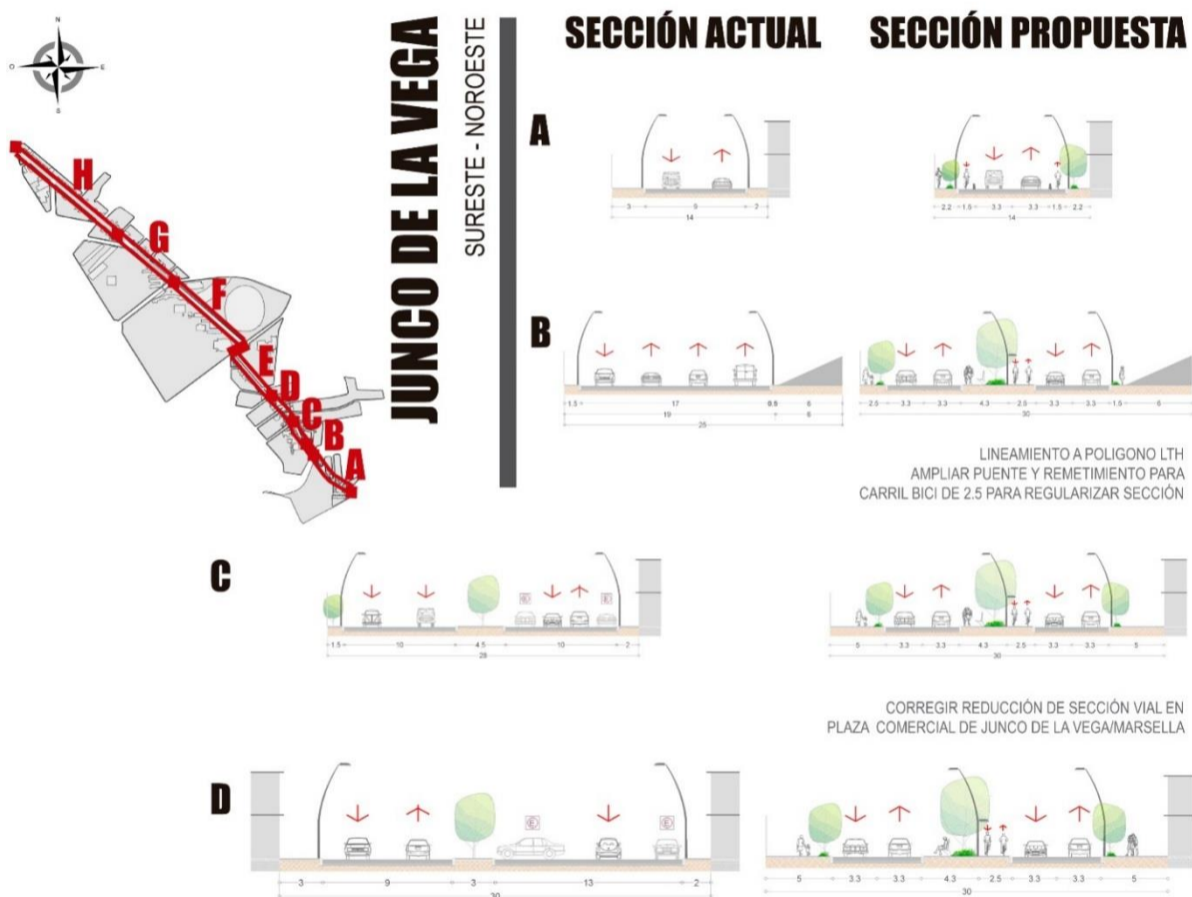 N
O
E
S
JUNCO DE LA VEGA
SURESTE - NOROESTE
H
G
F
E
D
C
B
A
SECCIÓN ACTUAL
SECCIÓN PROPUESTA
A
3
9
2
14
2.2
1.5
3.3
3.3
1.5
2.2
14
B
1.5
17
6
19
6
2.5
3.3
3.3
4.3
2.5
3.3
3.3
1.5
6
30
LINEAMIENTO A POLIGONO LTH
AMPLIAR PUENTE Y REMETIMIENTO PARA
CARRIL BICI DE 2.5 PARA REGULARIZAR SECCIÓN
C
1.5
10
4.5
10
2
5
3.3
3.3
4.3
2.5
3.3
3.3
5
30
CORREGIR REDUCCIÓN DE SECCIÓN VIAL EN
PLAZA COMERCIAL DE JUNCO DE LA VEGA/MARSELLA
D
3
9
3
13
2
30
5
3.3
3.3
4.3
2.5
3.3
3.3
5
30